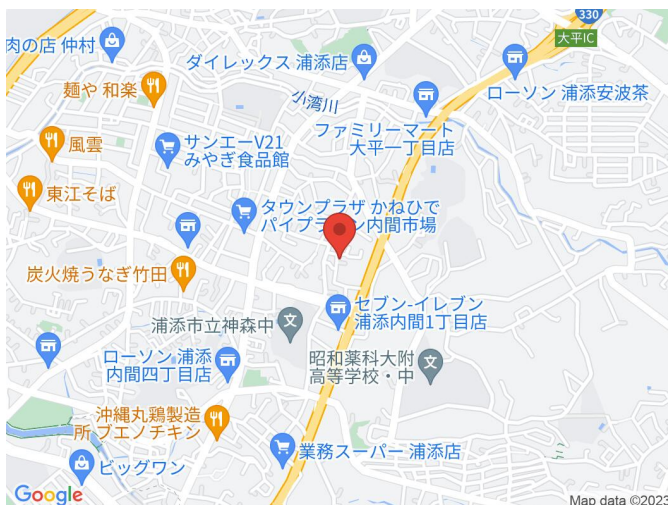 330
大平IC
肉の店 仲村
ダイレックス 浦添店
ローソン 浦添安波茶
麺や 和楽
小湾川
ファミリーマート
大平一丁目店
風雲
サンエーV21
みやぎ食品館
東江そば
タウンプラザ かねひで
パイプライン内間市場
炭火焼うなぎ竹田
セブン-イレブン
浦添内間1丁目店
浦添市立神森中
文
ローソン 浦添
内間四丁目店
昭和薬科大附
高等学校・中
文
沖縄丸鶏製造
所 ブエノチキン
業務スーパー 浦添店
ビッグワン
Google
Map data ©2023